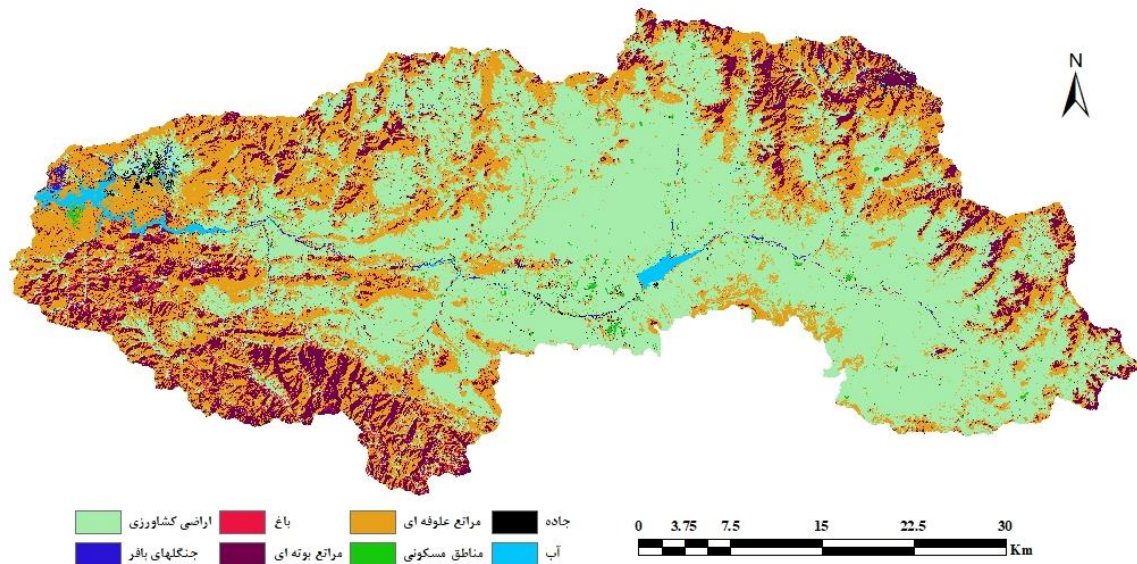 N
اراضی کشاورزی
باغ
مراتع علوفه ای
جاده
جنگلهای بافر
مراتع بوته ای
مناطق مسکونی
آب
0 3.75 7.5 15 22.5 30
Km